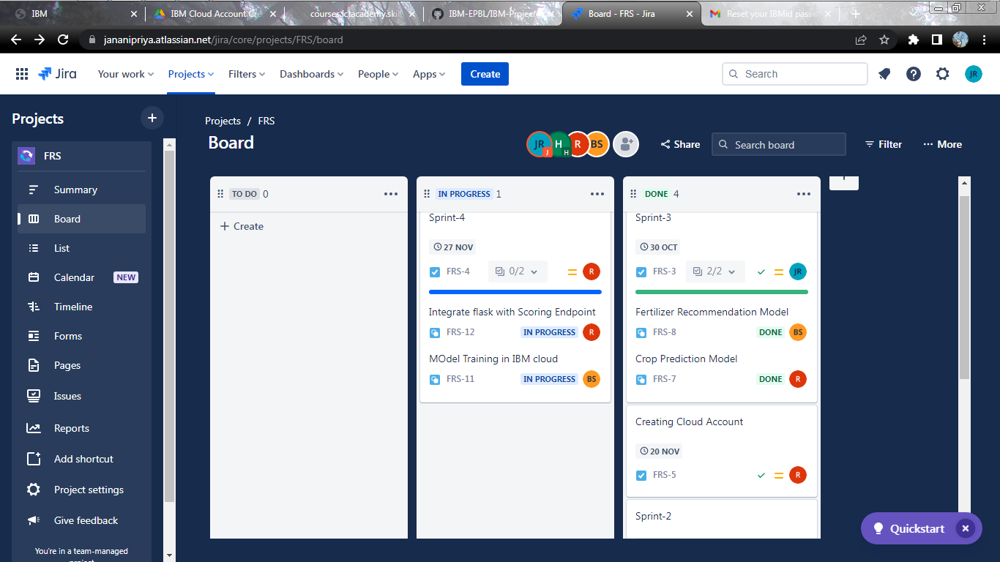 IBM
IBM Cloud Account Cre
courses.ictacademy.skil
IBM-EPBL/IBM-Project
Board - FRS - Jira
Reset your IBMid passw
jananipriya.atlassian.net/jira/core/projects/FRS/board
Jira
Your work
Projects
Filters
Dashboards
People
Apps
Create
Search
JR
Projects
FRS
Summary
Board
List
Calendar NEW
Timeline
Forms
Pages
Issues
Reports
Add shortcut
Project settings
Give feedback
You're in a team-managed
project
Projects / FRS
Board
JR J H H R BS
Share
Search board
Filter
More
TO DO 0
Create
IN PROGRESS 1
Sprint-4
27 NOV
FRS-4 0/2 R
Integrate flask with Scoring Endpoint
FRS-12 IN PROGRESS R
MOdel Training in IBM cloud
FRS-11 IN PROGRESS BS
DONE 4
Sprint-3
30 OCT
FRS-3 2/2 JR
Fertilizer Recommendation Model
FRS-8 DONE BS
Crop Prediction Model
FRS-7 DONE R
Creating Cloud Account
20 NOV
FRS-5 R
Sprint-2
Quickstart